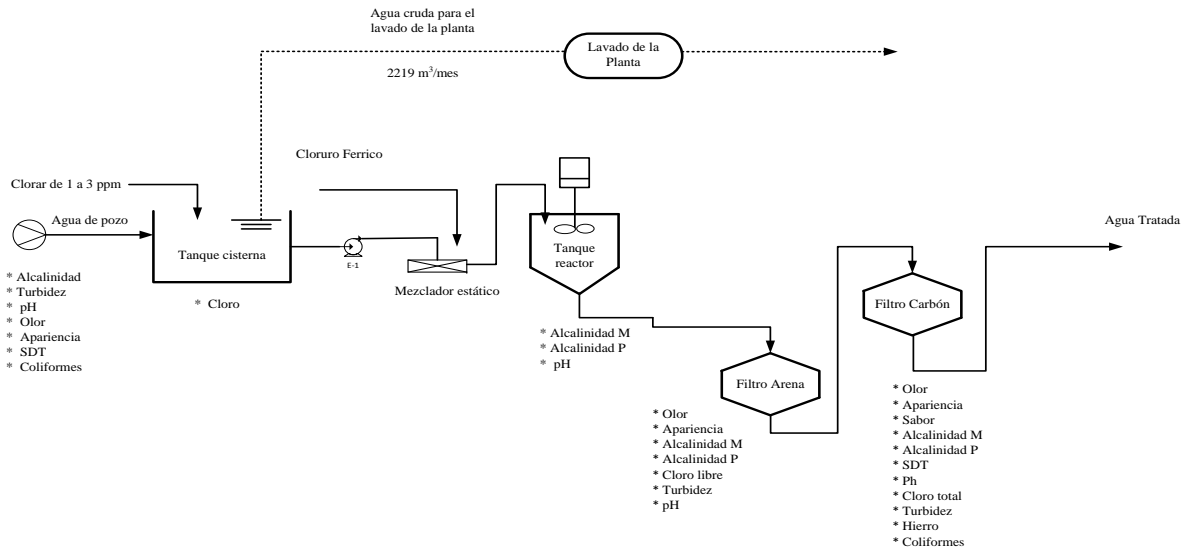 Agua cruda para el
lavado de la planta
2219 m³/mes
Lavado de la
Planta
Cloruro Ferrico
Clorar de 1 a 3 ppm
Agua de pozo
Tanque cisterna
E-1
Mezclador estático
Tanque
reactor
Agua Tratada
Filtro Carbón
Filtro Arena
* Alcalinidad
* Turbidez
* pH
* Olor
* Apariencia
* SDT
* Coliformes
* Cloro
* Alcalinidad M
* Alcalinidad P
* pH
* Olor
* Apariencia
* Alcalinidad M
* Alcalinidad P
* Cloro libre
* Turbidez
* pH
* Olor
* Apariencia
* Sabor
* Alcalinidad M
* Alcalinidad P
* SDT
* Ph
* Cloro total
* Turbidez
* Hierro
* Coliformes